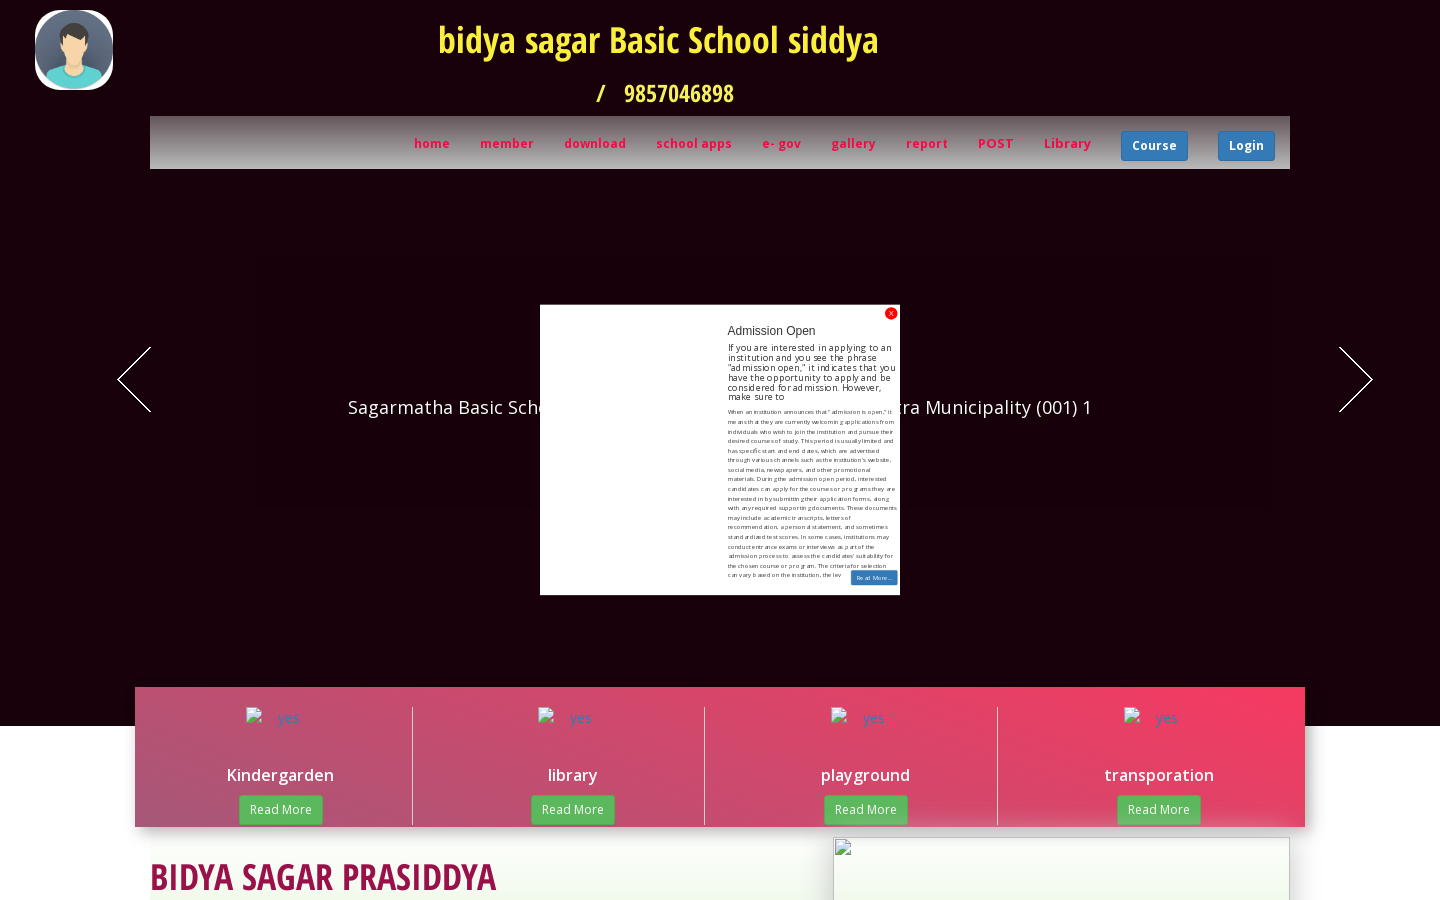 bidya sagar Basic School siddya
/ 9857046898
home member download school apps e- gov gallery report POST Library Course Login
X
Admission Open
If you are interested in applying to an
institution and you see the phrase
"admission open," it indicates that you
have the opportunity to apply and be
considered for admission. However,
make sure to
Sagarmatha Basic
Municipality (001) 1
When an institution announces that "admission is open," it
means that they are currently welcoming applications from
individuals who wish to join the institution and pursue their
desired courses of study. This period is usually limited and
has specific start and end dates, which are advertised
through various channels such as the institution's website,
social media, newspapers, and other promotional
materials. During the admission open period, interested
candidates can apply for the courses or programs they are
interested in by submitting their application forms, along
with any required supporting documents. These documents
may include academic transcripts, letters of
recommendation, a personal statement, and sometimes
standardized test scores. In some cases, institutions may
conduct entrance exams or interviews as part of the
admission process to assess the candidates' suitability for
the chosen course or program. The criteria for selection
can vary based on the institution, the lev
Read More...
yes yes yes yes
Kindergarden library playground transporation
Read More Read More Read More Read More
BIDYA SAGAR PRASIDDYA